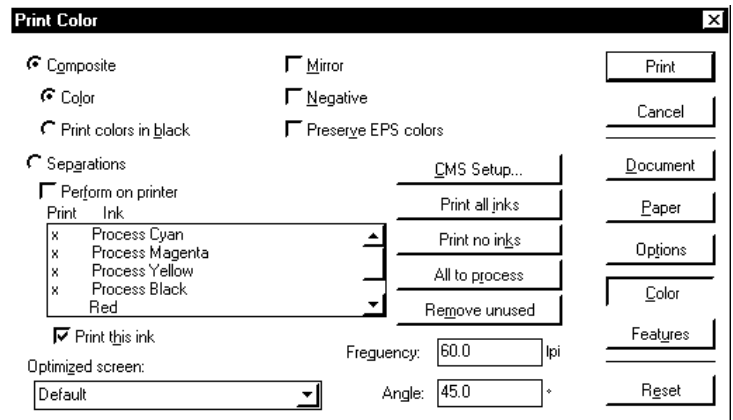 Print Color
Composite
Color
Print colors in black
Separations
Perform on printer
Print Ink
x Process Cyan
x Process Magenta
x Process Yellow
x Process Black
Red
Print this ink
Optimized screen:
Default
Mirror
Negative
Preserve EPS colors
CMS Setup...
Print all inks
Print no inks
All to process
Remove unused
Freguency: 60.0 lpi
Angle: 45.0 °
Print
Cancel
Document
Paper
Options
Color
Features
Reset